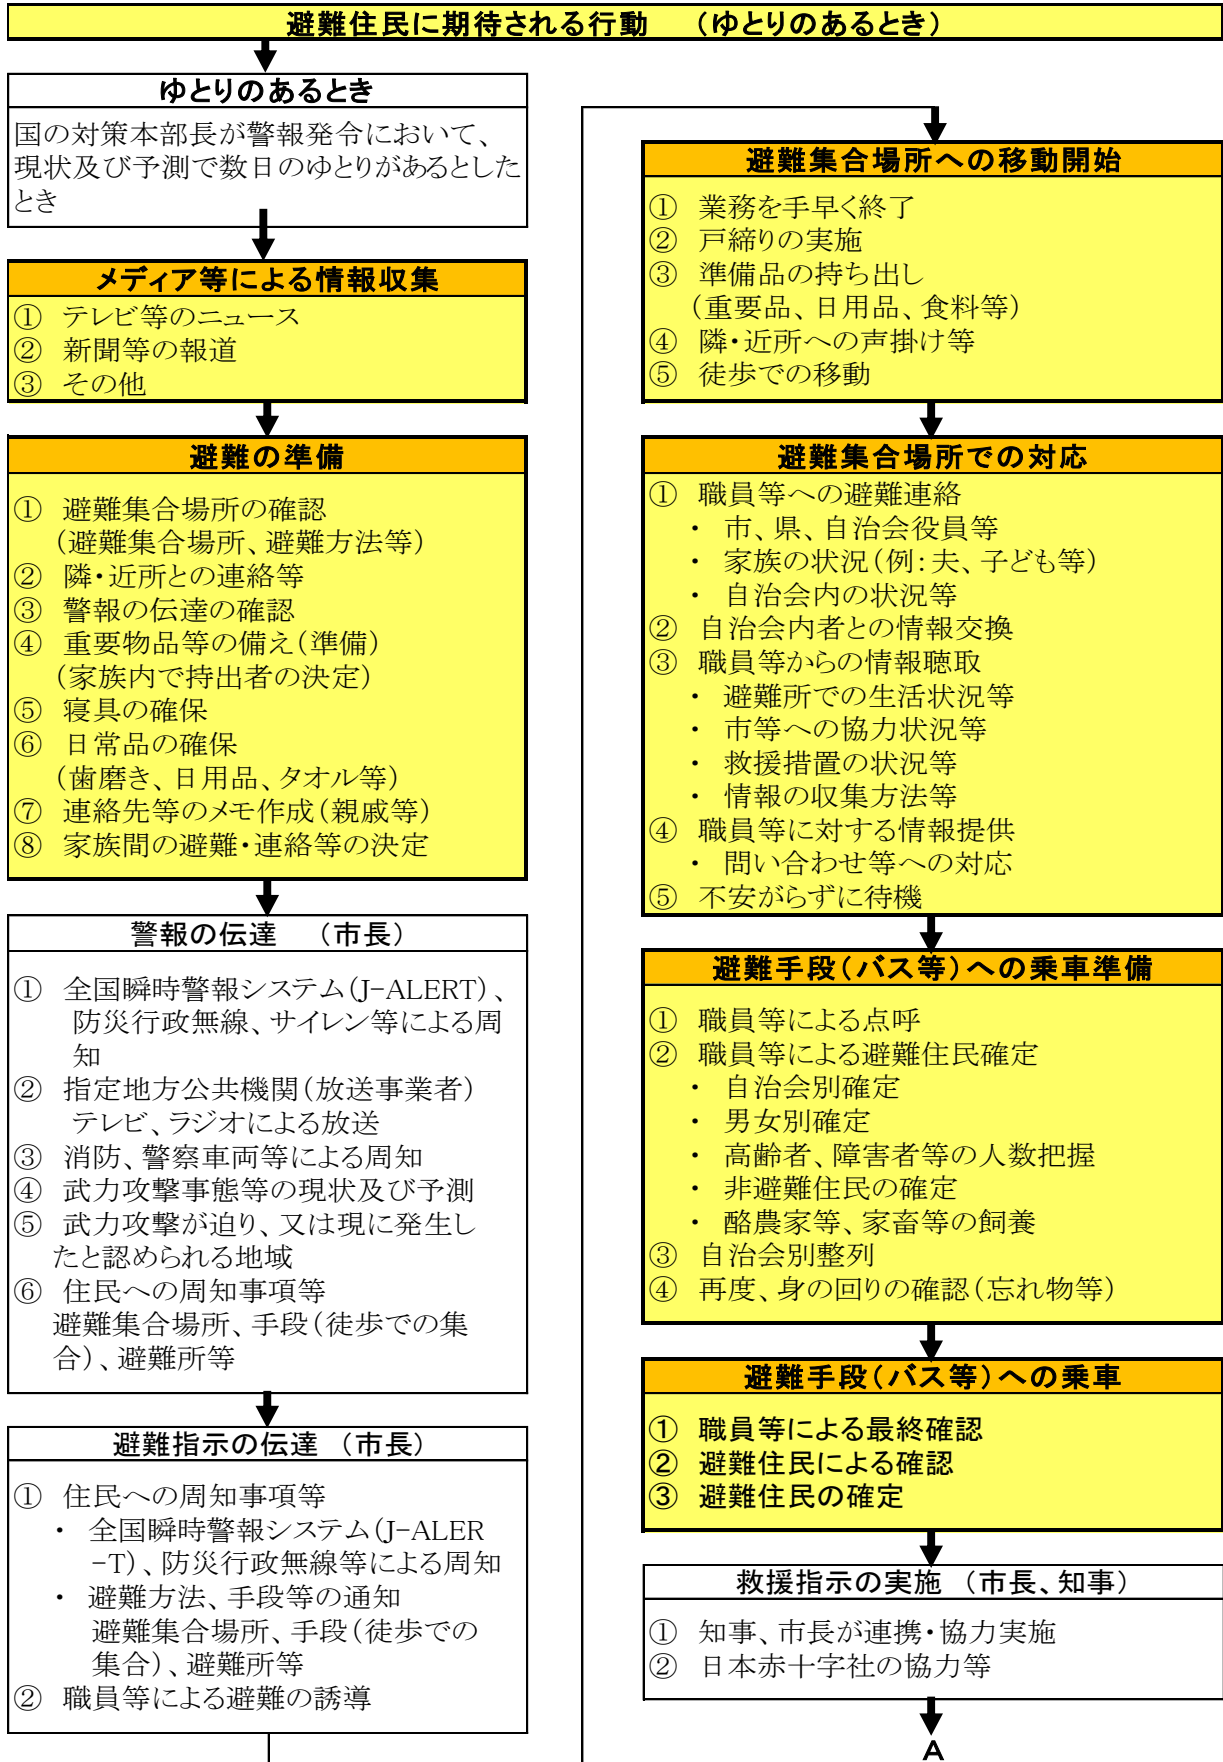 避難住民に期待される行動　（ゆとりのあるとき）
ゆとりのあるとき
国の対策本部長が警報発令において、
現状及び予測で数日のゆとりがあるとした
とき
メディア等による情報収集
① テレビ等のニュース
② 新聞等の報道
③ その他
避難の準備
① 避難集合場所の確認
（避難集合場所、避難方法等）
② 隣・近所との連絡等
③ 警報の伝達の確認
④ 重要物品等の備え（準備）
（家族内で持出者の決定）
⑤ 寝具の確保
⑥ 日常品の確保
（歯磨き、日用品、タオル等）
⑦ 連絡先等のメモ作成（親戚等）
⑧ 家族間の避難・連絡等の決定
警報の伝達　（市長）
① 全国瞬時警報システム（J-ALERT）、
防災行政無線、サイレン等による周
知
② 指定地方公共機関（放送事業者）
テレビ、ラジオによる放送
③ 消防、警察車両等による周知
④ 武力攻撃事態等の現状及び予測
⑤ 武力攻撃が迫り、又は現に発生し
たと認められる地域
⑥ 住民への周知事項等
避難集合場所、手段（徒歩での集
合）、避難所等
避難指示の伝達　（市長）
① 住民への周知事項等
・ 全国瞬時警報システム（J-ALER
-T）、防災行政無線等による周知
・ 避難方法、手段等の通知
避難集合場所、手段（徒歩での
集合）、避難所等
② 職員等による避難の誘導
避難集合場所への移動開始
① 業務を手早く終了
② 戸締りの実施
③ 準備品の持ち出し
（重要品、日用品、食料等）
④ 隣・近所への声掛け等
⑤ 徒歩での移動
避難集合場所での対応
① 職員等への避難連絡
・ 市、県、自治会役員等
・ 家族の状況（例：夫、子ども等）
・ 自治会内の状況等
② 自治会内者との情報交換
③ 職員等からの情報聴取
・ 避難所での生活状況等
・ 市等への協力状況等
・ 救援措置の状況等
・ 情報の収集方法等
④ 職員等に対する情報提供
・ 問い合わせ等への対応
⑤ 不安がらずに待機
避難手段（バス等）への乗車準備
① 職員等による点呼
② 職員等による避難住民確定
・ 自治会別確定
・ 男女別確定
・ 高齢者、障害者等の人数把握
・ 非避難住民の確定
・ 酪農家等、家畜等の飼養
③ 自治会別整列
④ 再度、身の回りの確認（忘れ物等）
避難手段（バス等）への乗車
① 職員等による最終確認
② 避難住民による確認
③ 避難住民の確定
救援指示の実施　（市長、知事）
① 知事、市長が連携・協力実施
② 日本赤十字社の協力等
A